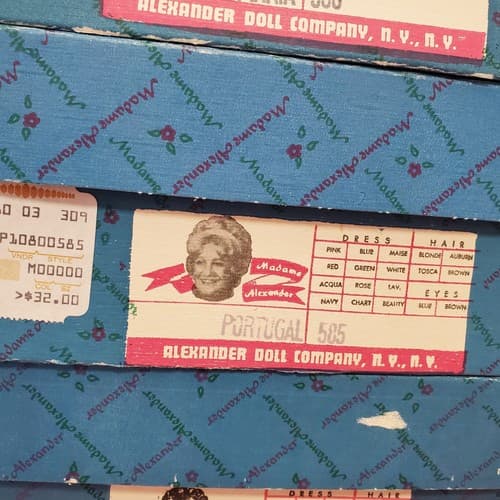 ALEXANDER DOLL COMPANY, N. Y., N. Y.
Madame Alexander
03 309
P10800585
VNDR STYLE
M00000
>$32.00
Madame
Alexander
DRESS HAIR
PINK BLUE MAISE BLONDE AUBURN
RED GREEN WHITE TOSCA BROWN
ACQUA ROSE LAV. EYES
NAVY CHART BEAUTY BLUE BROWN
PORTUGAL 585
ALEXANDER DOLL COMPANY, N. Y., N. Y.
Madame Alexander
DRESS HAIR